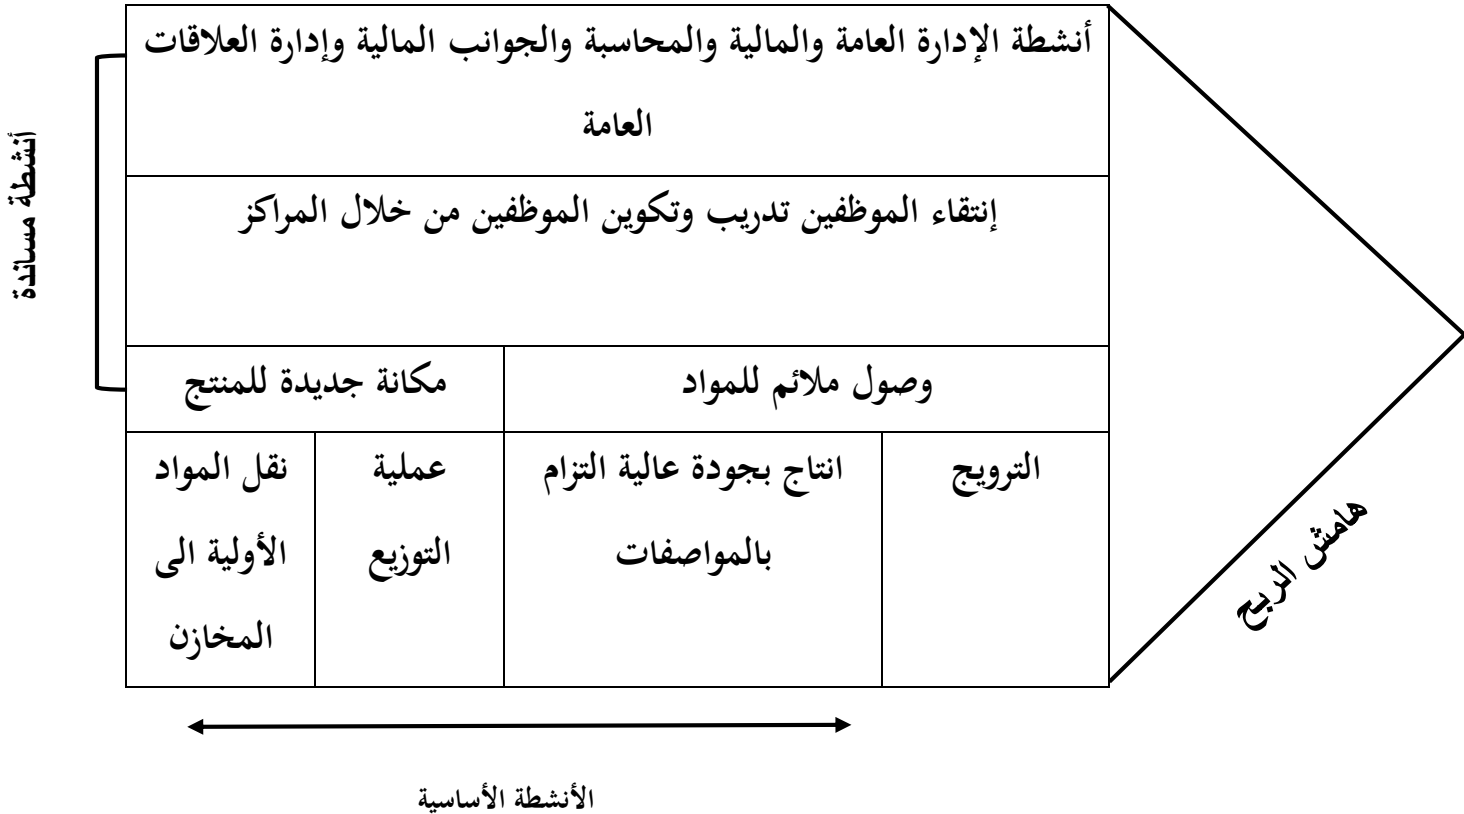 أنشطة الإدارة العامة والمالية والمحاسبة والجوانب المالية وإدارة العلاقات
العامة
أنشطة مساندة
إنتقاء الموظفين تدريب وتكوين الموظفين من خلال المراكز
وصول ملائم للمواد
مكانة جديدة للمنتج
الترويج
انتاج بجودة عالية التزام
بالمواصفات
عملية
التوزيع
نقل المواد
الأولية الى
المخازن
هامش الربح
الأنشطة الأساسية